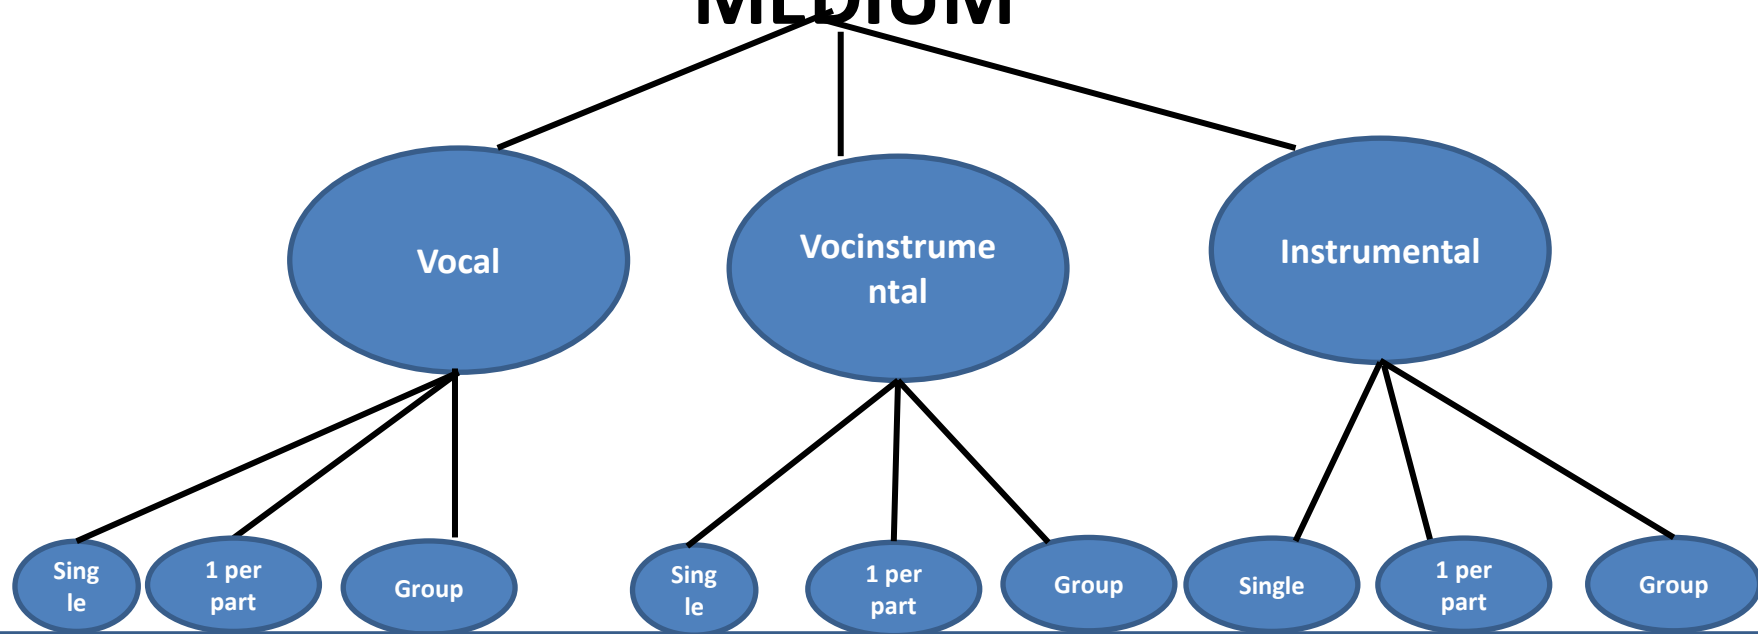 MEDIUM
Vocal
Vocinstrume
ntal
Instrumental
Sing
le
1 per
part
Group
Sing
le
1 per
part
Group
Single
1 per
part
Group